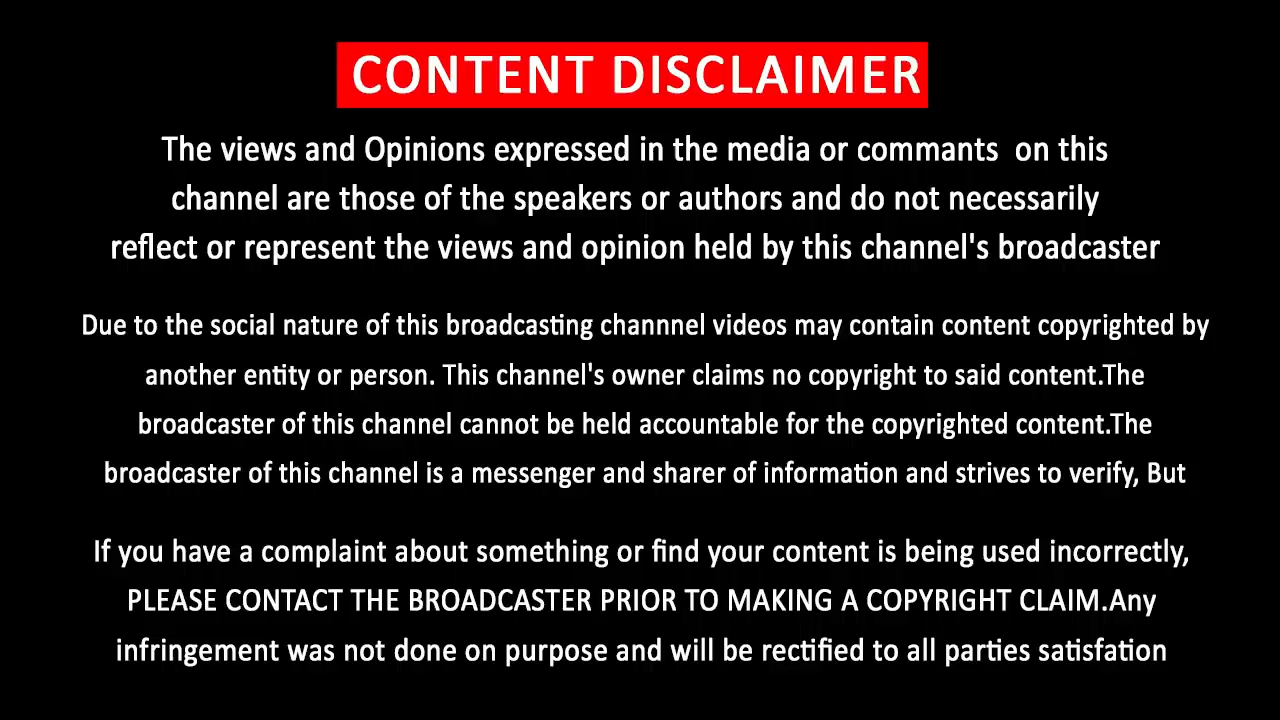 CONTENT DISCLAIMER
The views and Opinions expressed in the media or commants on this
channel are those of the speakers or authors and do not necessarily
reflect or represent the views and opinion held by this channel's broadcaster
Due to the social nature of this broadcasting channnel videos may contain content copyrighted by
another entity or person. This channel's owner claims no copyright to said content.The
broadcaster of this channel cannot be held accountable for the copyrighted content.The
broadcaster of this channel is a messenger and sharer of information and strives to verify, But
If you have a complaint about something or find your content is being used incorrectly,
PLEASE CONTACT THE BROADCASTER PRIOR TO MAKING A COPYRIGHT CLAIM.Any
infringement was not done on purpose and will be rectified to all parties satisfation